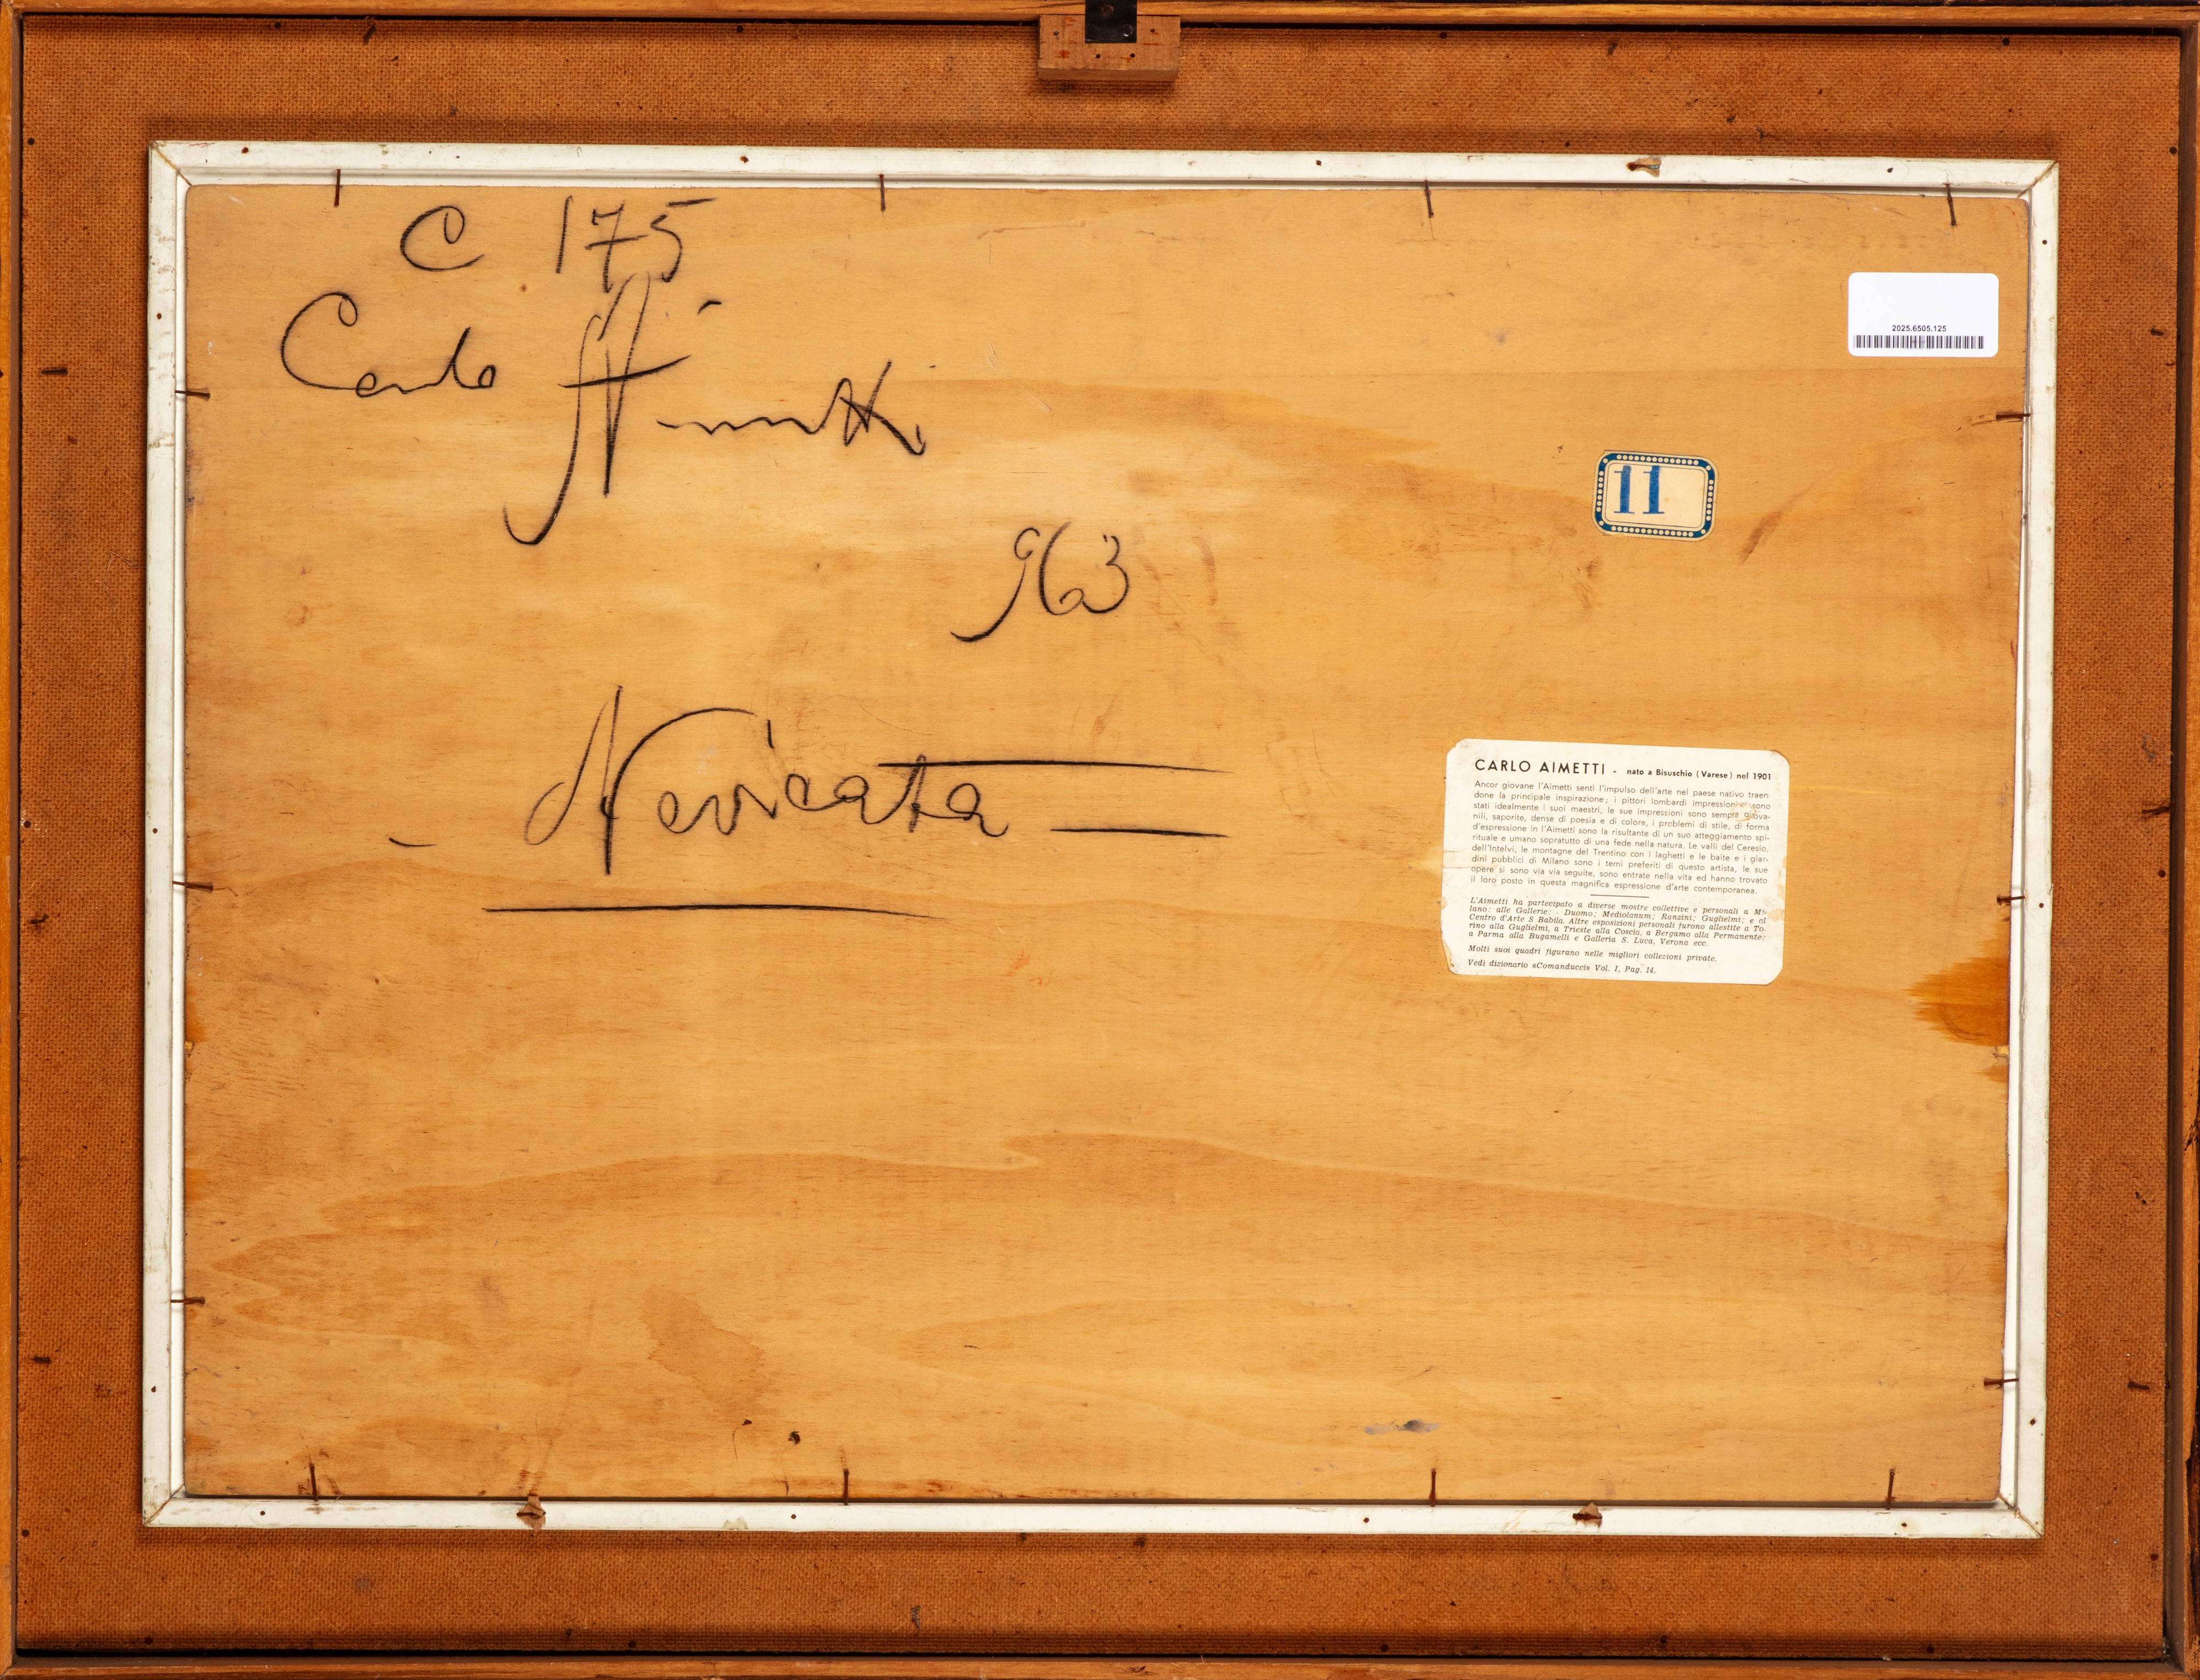 C 175
Carlo Aimetti
963
- Nevicata =
2025.6505.125
11
CARLO AIMETTI - nato a Bisuschio (Varese) nel 1901
Ancor giovane l'Aimetti sentì l'impulso dell'arte nel paese nativo traen-
done la principale inspirazione; i pittori lombardi impressionisti sono
stati idealmente i suoi maestri, le sue impressioni sono sempre giova-
nili, saporite, dense di poesia e di colore, i problemi di stile, di forma
d'espressione in l'Aimetti sono la risultante di un suo atteggiamento spi-
rituale e umano sopratutto di una fede nella natura. Le valli del Ceresio,
dell'Intelvi, le montagne del Trentino con i laghetti e le baite e i giar-
dini pubblici di Milano sono i temi preferiti di questo artista, le sue
opere si sono via via seguite, sono entrate nella vita ed hanno trovato
il loro posto in questa magnifica espressione d'arte contemporanea.
L'Aimetti ha partecipato a diverse mostre collettive e personali a Mi-
lano: alle Gallerie: Duomo; Mediolanum; Ranzini; Guglielmi; e al
Centro d'Arte S Babila. Altre esposizioni personali furono allestite a To-
rino alla Guglielmi, a Trieste alla Coscia, a Bergamo alla Permanente;
a Parma alla Bugamelli e Galleria S. Luca, Verona ecc.
Molti suoi quadri figurano nelle migliori collezioni private.
Vedi dizionario «Comanducci» Vol. I, Pag. 14.